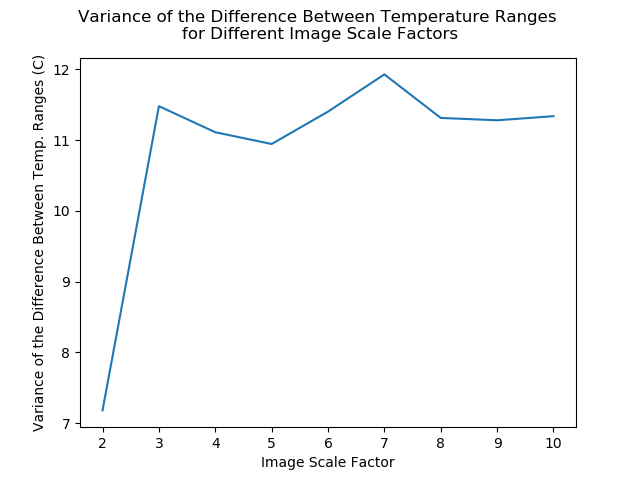 Variance of the Difference Between Temperature Ranges
for Different Image Scale Factors
Variance of the Difference Between Temp. Ranges (C)
12
11
10
9
8
7
2 3 4 5 6 7 8 9 10
Image Scale Factor